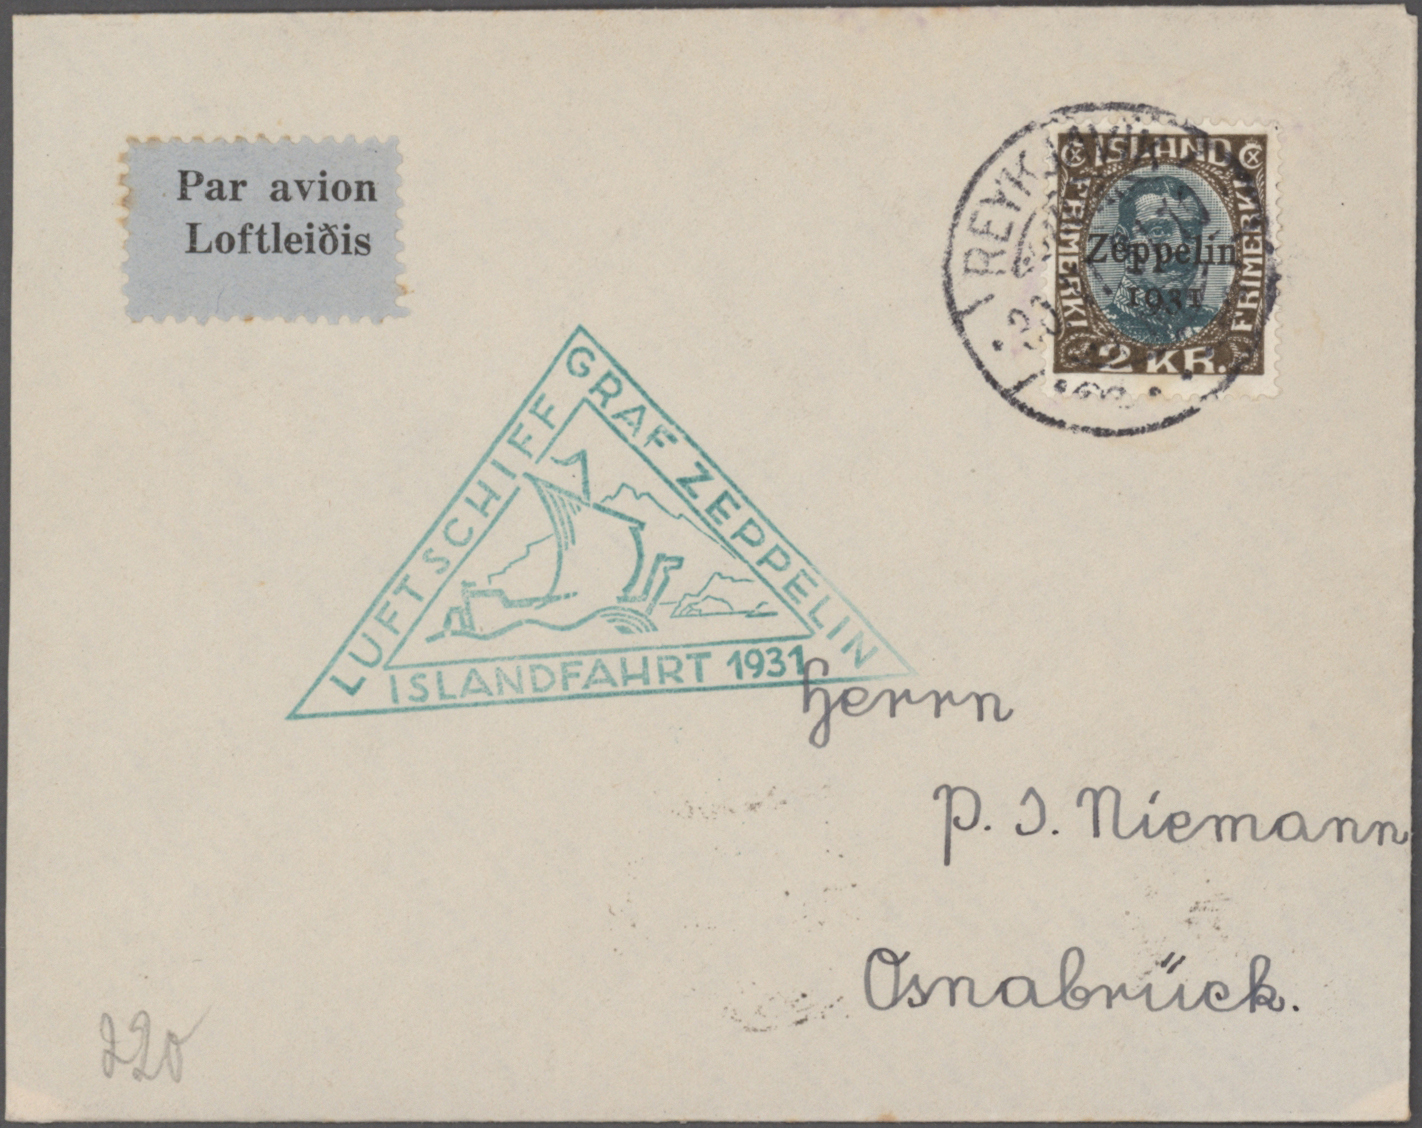 Par avion
Loftleiðis
REYKJAVIK
ISLAND
FRIMERKI
FRIMERKI
Zeppelin
1931
2 KR.
LUFTSCHIFF
GRAF ZEPPELIN
ISLANDFAHRT 1931
Herrn
P. J. Niemann
Osnabrück.
220